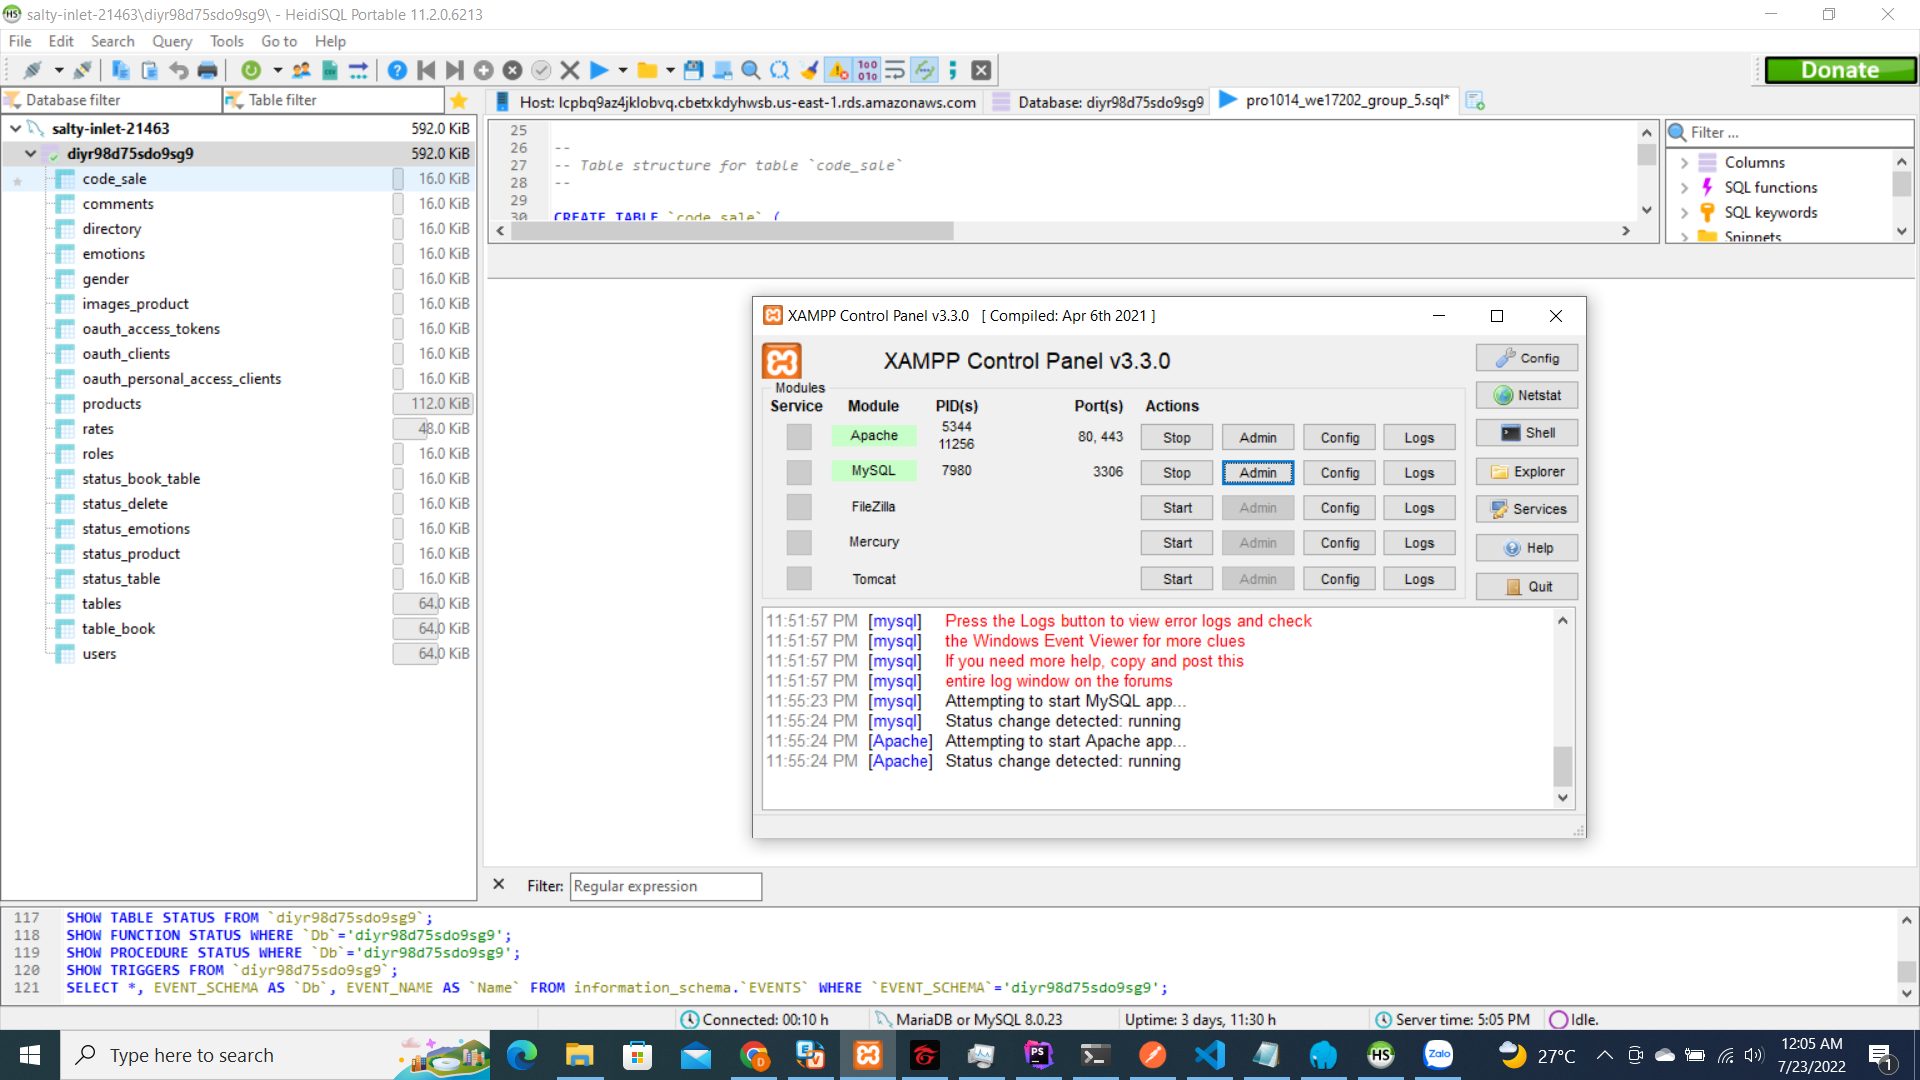 salty-inlet-21463\diyr98d75sdo9sg9\ - HeidiSQL Portable 11.2.0.6213
File Edit Search Query Tools Go to Help
Donate
Database filter
Table filter
Host: lcpbq9az4jklobvq.cbetxkdyhwsb.us-east-1.rds.amazonaws.com
Database: diyr98d75sdo9sg9
pro1014_we17202_group_5.sql*
salty-inlet-21463 592.0 KiB
diyr98d75sdo9sg9 592.0 KiB
code_sale 16.0 KiB
comments 16.0 KiB
directory 16.0 KiB
emotions 16.0 KiB
gender 16.0 KiB
images_product 16.0 KiB
oauth_access_tokens 16.0 KiB
oauth_clients 16.0 KiB
oauth_personal_access_clients 16.0 KiB
products 112.0 KiB
rates 48.0 KiB
roles 16.0 KiB
status_book_table 16.0 KiB
status_delete 16.0 KiB
status_emotions 16.0 KiB
status_product 16.0 KiB
status_table 16.0 KiB
tables 64.0 KiB
table_book 64.0 KiB
users 64.0 KiB
25
26 --
27 -- Table structure for table `code_sale`
28 --
29
30 CREATE TABLE `code_sale` (
Filter ...
Columns
SQL functions
SQL keywords
Snippets
XAMPP Control Panel v3.3.0 [ Compiled: Apr 6th 2021 ]
XAMPP Control Panel v3.3.0
Modules
Service Module PID(s) Port(s) Actions
Apache 5344 11256 80, 443 Stop Admin Config Logs
MySQL 7980 3306 Stop Admin Config Logs
FileZilla Start Admin Config Logs
Mercury Start Admin Config Logs
Tomcat Start Admin Config Logs
Config
Netstat
Shell
Explorer
Services
Help
Quit
11:51:57 PM [mysql] Press the Logs button to view error logs and check
11:51:57 PM [mysql] the Windows Event Viewer for more clues
11:51:57 PM [mysql] If you need more help, copy and post this
11:51:57 PM [mysql] entire log window on the forums
11:55:23 PM [mysql] Attempting to start MySQL app...
11:55:24 PM [mysql] Status change detected: running
11:55:24 PM [Apache] Attempting to start Apache app...
11:55:24 PM [Apache] Status change detected: running
Filter: Regular expression
117 SHOW TABLE STATUS FROM `diyr98d75sdo9sg9`;
118 SHOW FUNCTION STATUS WHERE `Db`='diyr98d75sdo9sg9';
119 SHOW PROCEDURE STATUS WHERE `Db`='diyr98d75sdo9sg9';
120 SHOW TRIGGERS FROM `diyr98d75sdo9sg9`;
121 SELECT *, EVENT_SCHEMA AS `Db`, EVENT_NAME AS `Name` FROM information_schema.`EVENTS` WHERE `EVENT_SCHEMA`='diyr98d75sdo9sg9';
Connected: 00:10 h
MariaDB or MySQL 8.0.23
Uptime: 3 days, 11:30 h
Server time: 5:05 PM
Idle.
Type here to search
PS
HS
Zalo
27°C
12:05 AM
7/23/2022
1